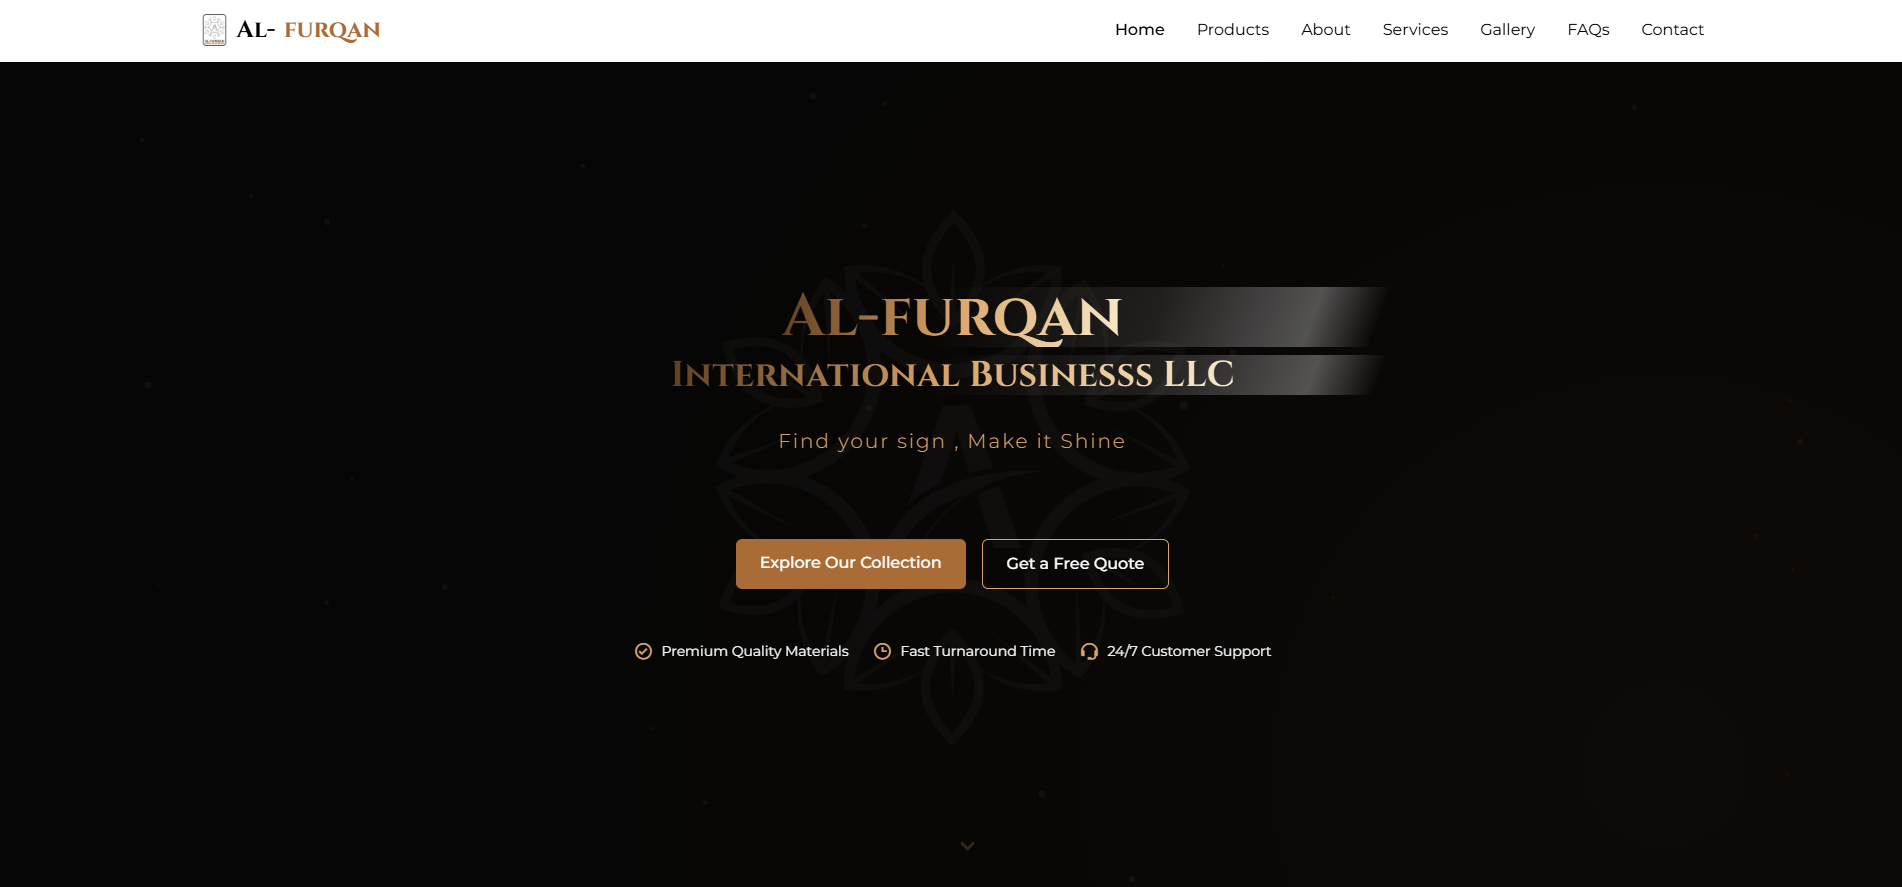 AL- FURQAN
Home Products About Services Gallery FAQs Contact
AL-FURQAN
INTERNATIONAL BUSINESSS LLC
Find your sign , Make it Shine
Explore Our Collection
Get a Free Quote
Premium Quality Materials
Fast Turnaround Time
24/7 Customer Support